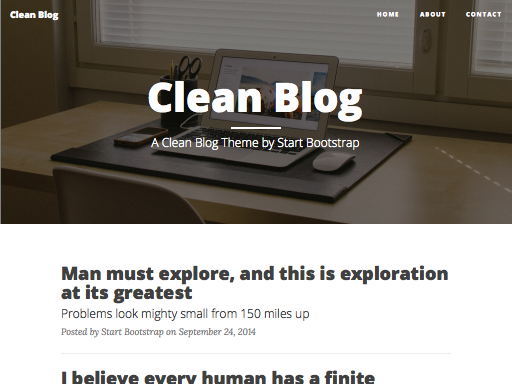 Clean Blog
HOME ABOUT CONTACT
Clean Blog
A Clean Blog Theme by Start Bootstrap
Man must explore, and this is exploration
at its greatest
Problems look mighty small from 150 miles up
Posted by Start Bootstrap on September 24, 2014
I believe every human has a finite